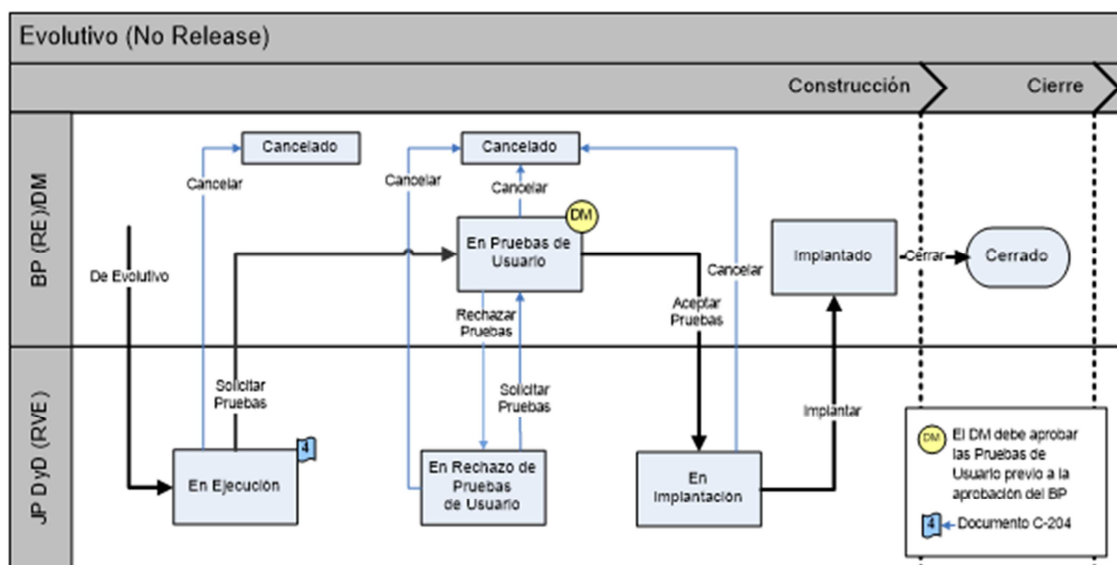 Evolutivo (No Release)
Construcción
Cierre
BP (RE)/DM
Cancelado
Cancelado
Cancelar
Cancelar
Cancelar
DM
En Pruebas de
Usuario
Implantado
Cerrar
Cerrado
De Evolutivo
Cancelar
Rechazar
Pruebas
Aceptar
Pruebas
JP DyD (RVE)
Solicitar
Pruebas
Solicitar
Pruebas
Implantar
4
En Ejecución
En Rechazo de
Pruebas
de Usuario
En
Implantación
DM
El DM debe aprobar
las Pruebas de
Usuario previo a la
aprobación del BP
4
Documento C-204